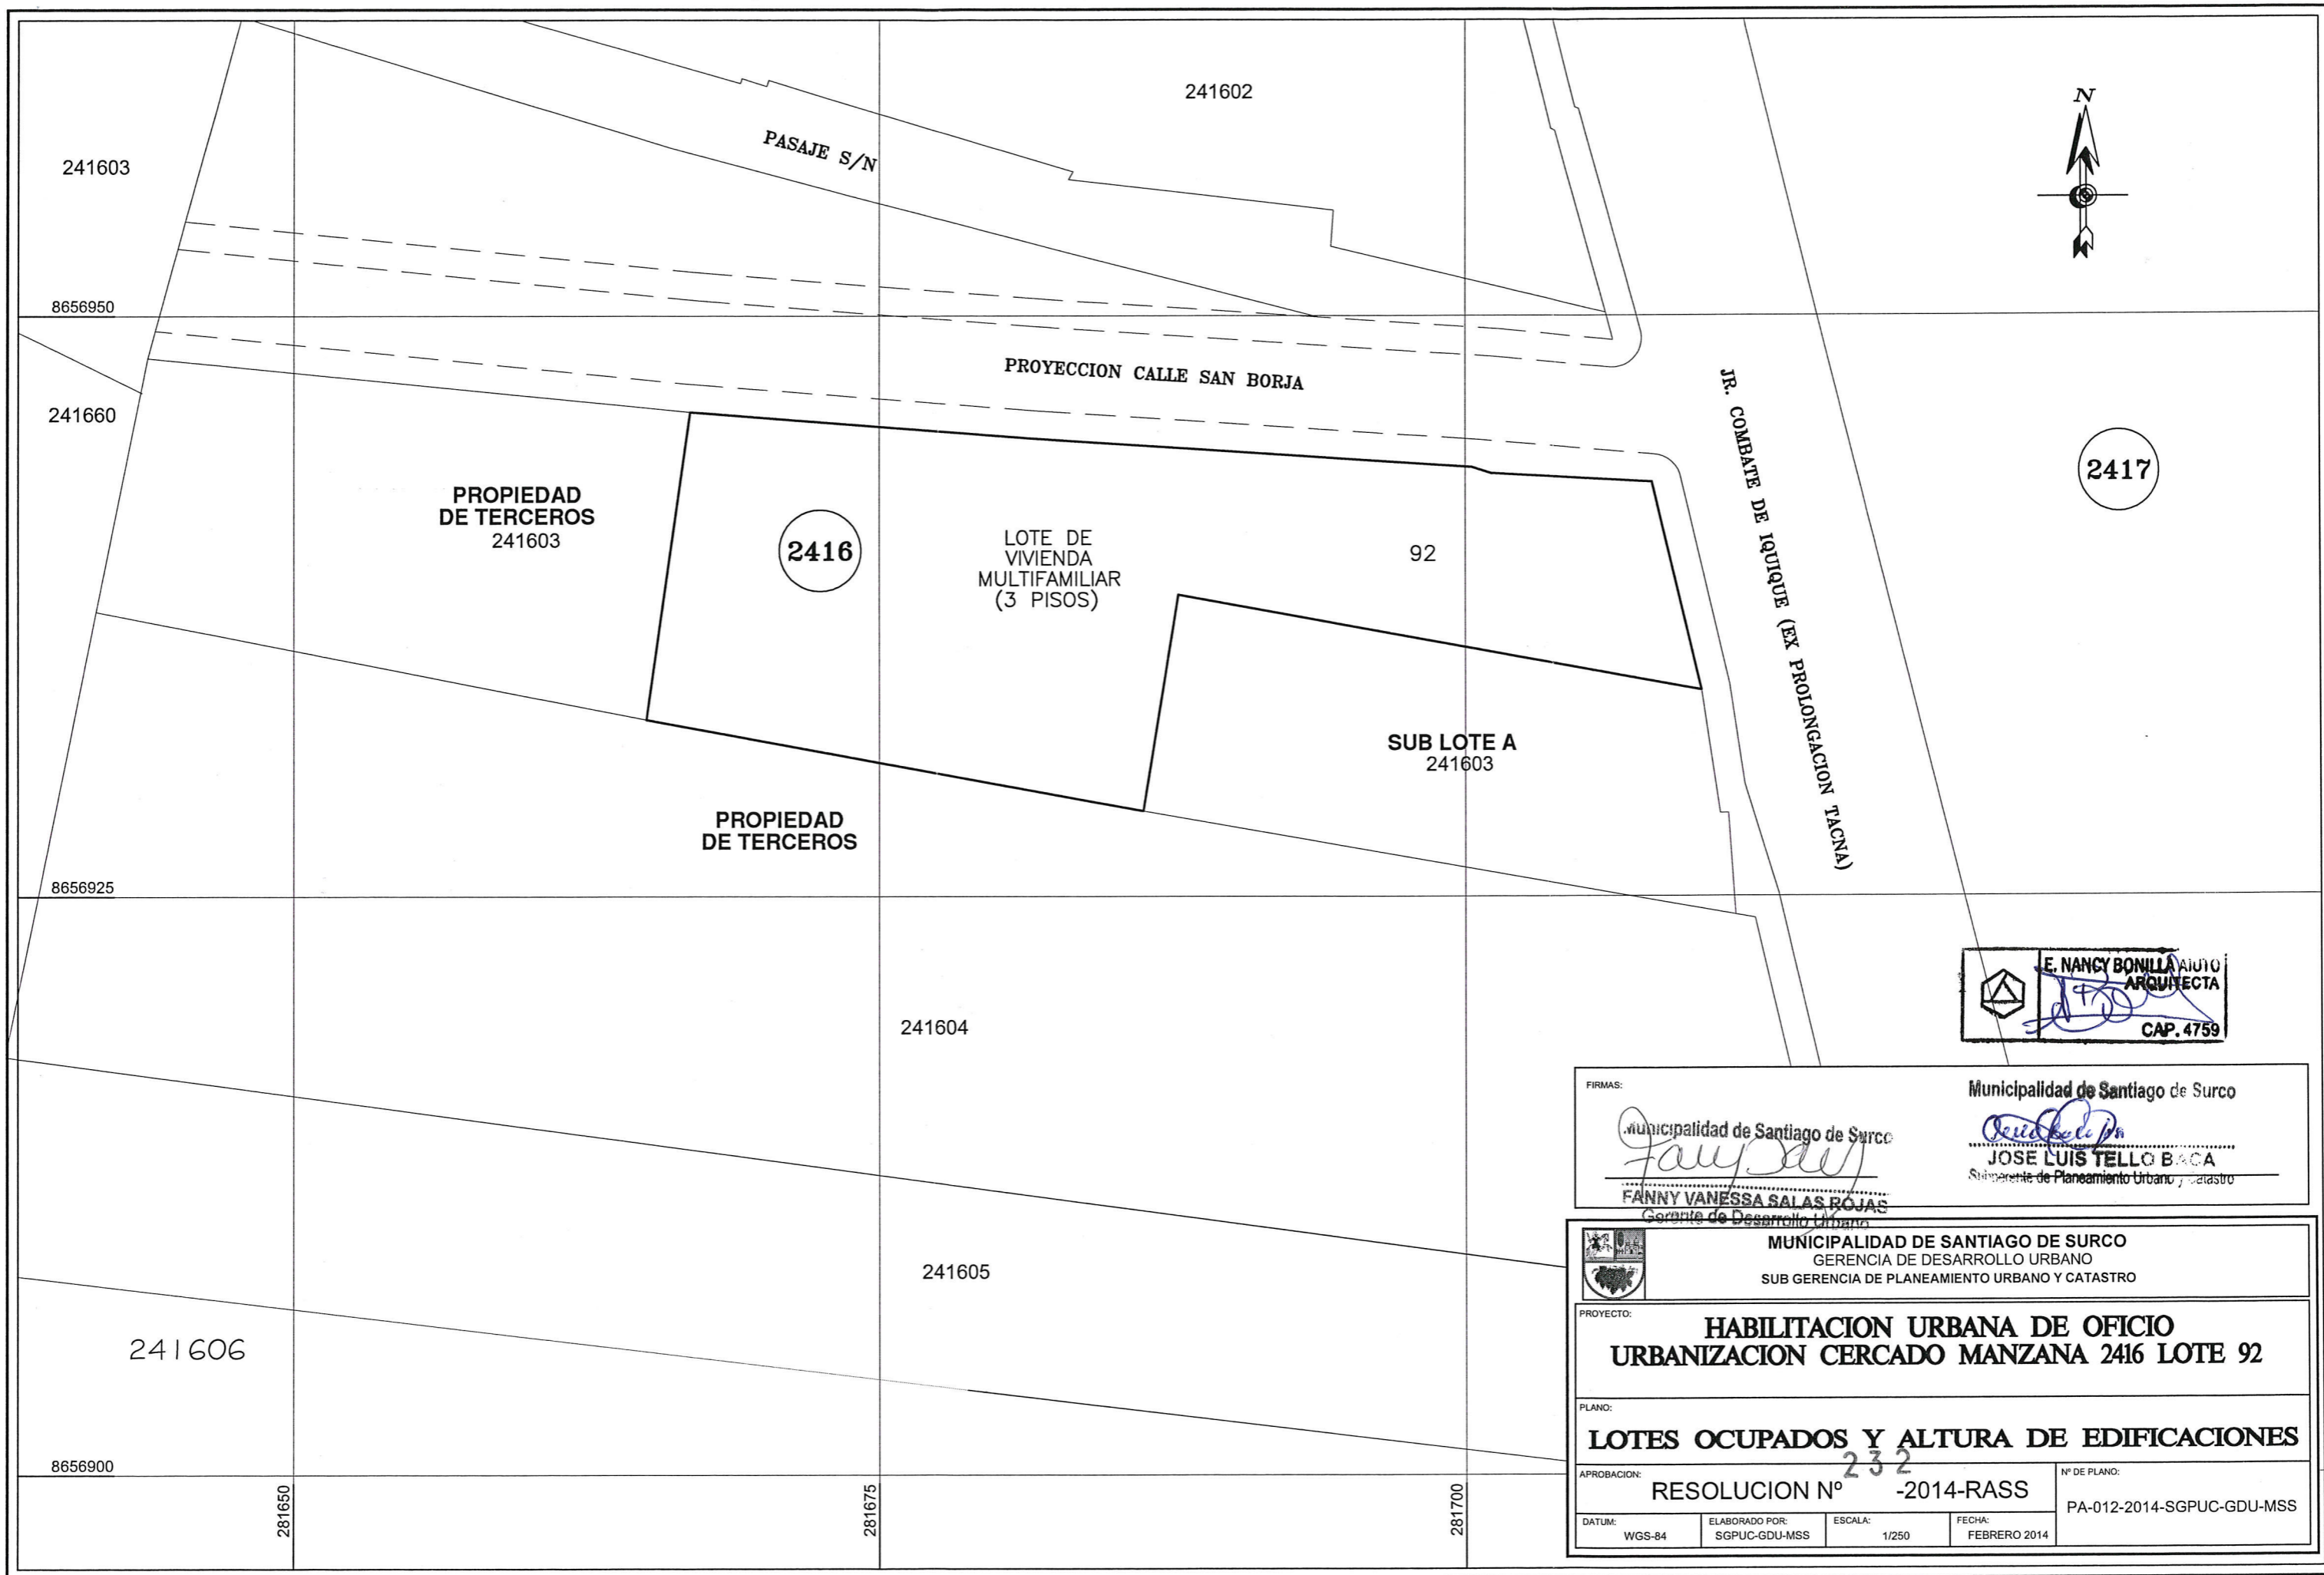 241602
N
PASAJE S/N
241603
8656950
PROYECCION CALLE SAN BORJA
241660
JR. COMBATE DE IQUIQUE (EX PROLONGACION TACNA)
2417
PROPIEDAD
DE TERCEROS
241603
2416
LOTE DE
VIVIENDA
MULTIFAMILIAR
(3 PISOS)
92
SUB LOTE A
241603
PROPIEDAD
DE TERCEROS
8656925
E. NANCY BONILLA
ARQUITECTA
CAP. 4759
241604
FIRMAS:
Municipalidad de Santiago de Surco
FANNY VANESSA SALAS ROJAS
Gerente de Desarrollo Urbano
Municipalidad de Santiago de Surco
JOSE LUIS TELLO BACA
Subgerente de Planeamiento Urbano y Catastro
241605
241606
MUNICIPALIDAD DE SANTIAGO DE SURCO
GERENCIA DE DESARROLLO URBANO
SUB GERENCIA DE PLANEAMIENTO URBANO Y CATASTRO
PROYECTO:
HABILITACION URBANA DE OFICIO
URBANIZACION CERCADO MANZANA 2416 LOTE 92
PLANO:
LOTES OCUPADOS Y ALTURA DE EDIFICACIONES
APROBACION:
RESOLUCION Nº 232 -2014-RASS
Nº DE PLANO:
PA-012-2014-SGPUC-GDU-MSS
DATUM:
WGS-84
ELABORADO POR:
SGPUC-GDU-MSS
ESCALA:
1/250
FECHA:
FEBRERO 2014
8656900
281650
281675
281700